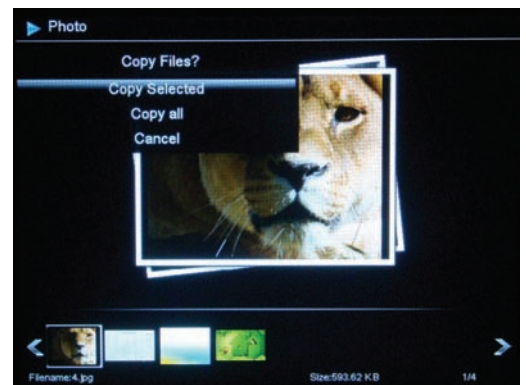 Photo
Copy Files?
Copy Selected
Copy all
Cancel
Filename:4.jpg Size:593.62 KB 1/4